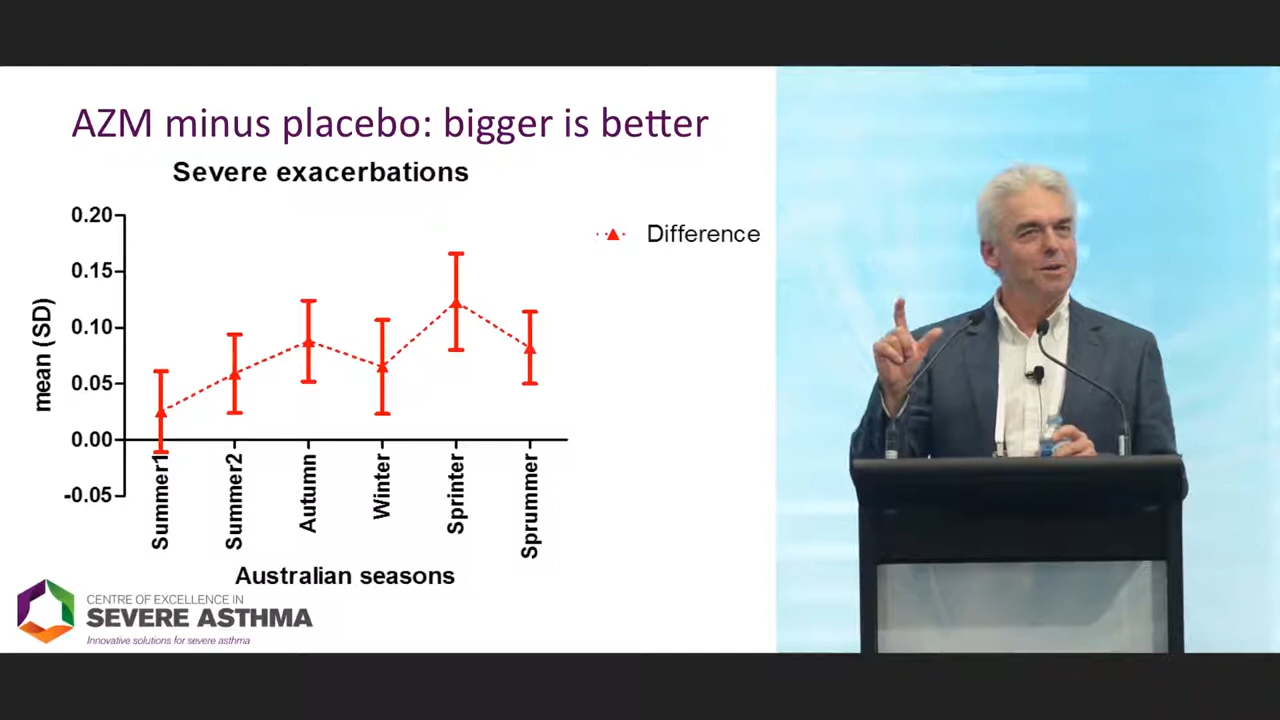 AZM minus placebo: bigger is better
Severe exacerbations
0.20
0.15
0.10
0.05
0.00
-0.05
mean (SD)
Difference
Summer1
Summer2
Autumn
Winter
Sprinter
Sprummer
Australian seasons
CENTRE OF EXCELLENCE IN
SEVERE ASTHMA
Innovative solutions for severe asthma